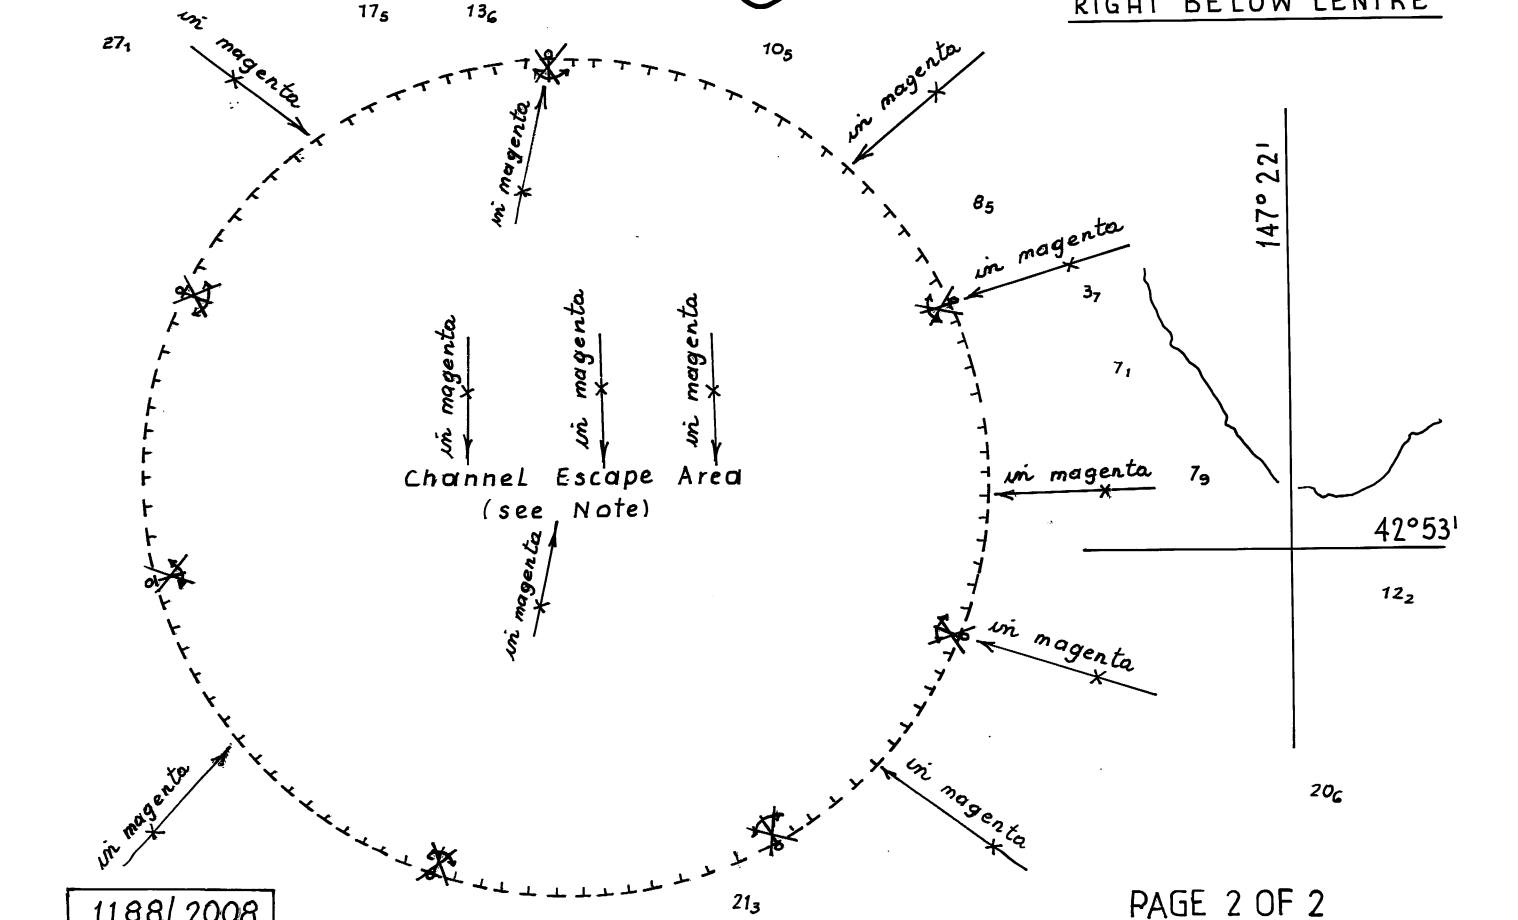 RIGHT BELOW CENTRE
17₅
13₆
27₁
10₅
in magenta
in magenta
in magenta
8₅
147° 22'
in magenta
3₇
7₁
in magenta
in magenta
in magenta
Channel Escape Area
(see Note)
in magenta
7₉
42°53'
in magenta
12₂
in magenta
in magenta
in magenta
20₆
1188/2008
21₃
PAGE 2 OF 2